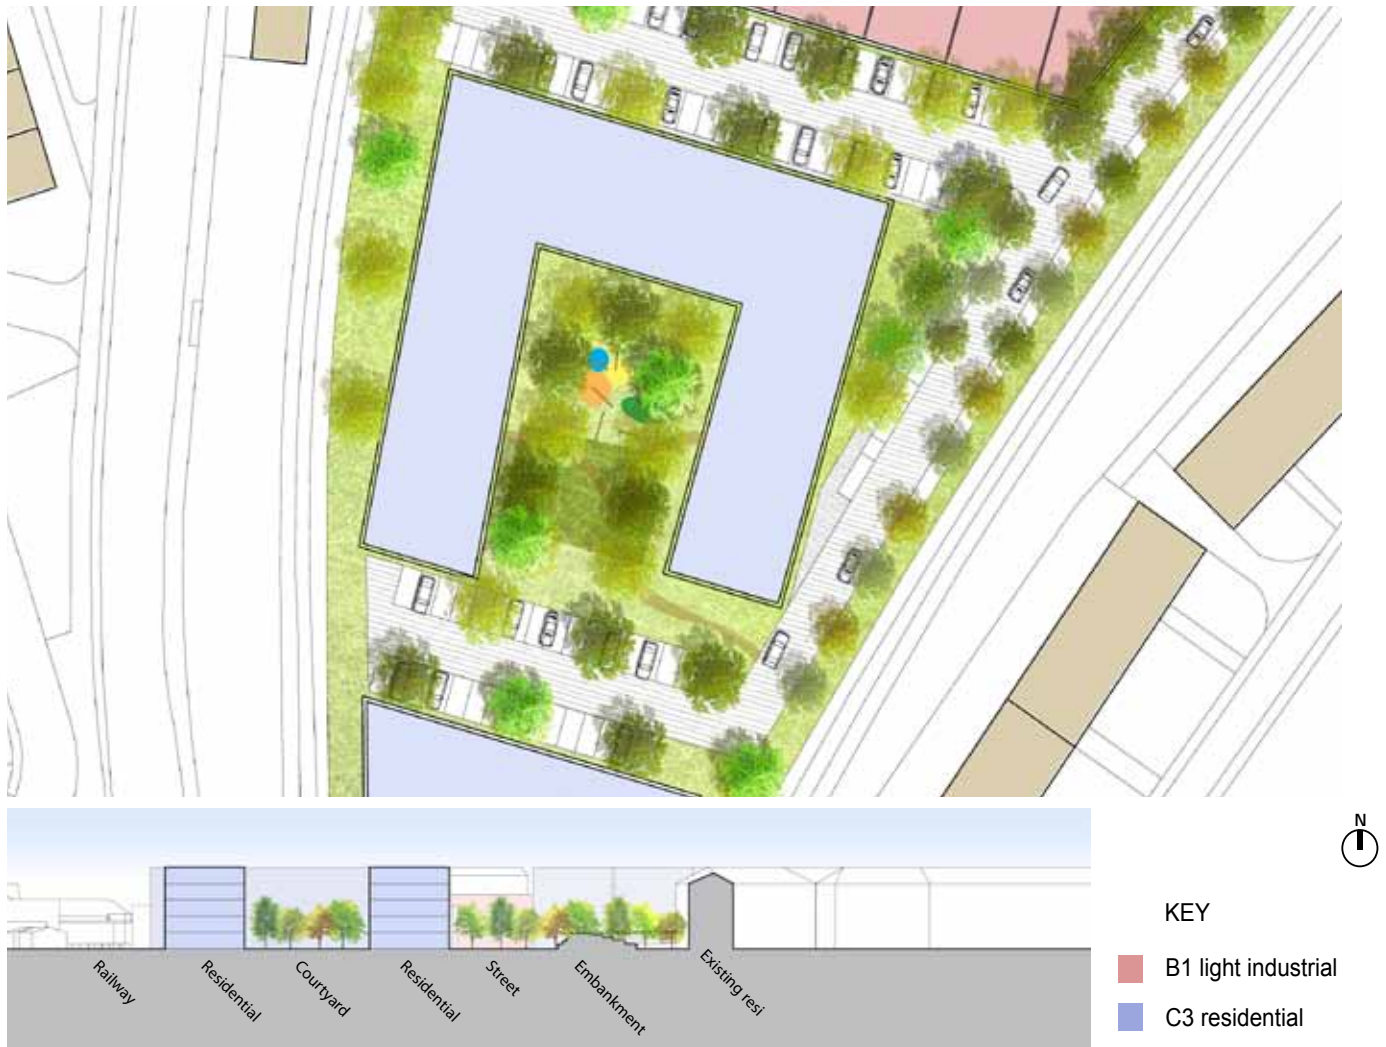 N
KEY
B1 light industrial
C3 residential
Railway
Residential
Courtyard
Residential
Street
Embankment
Existing resi